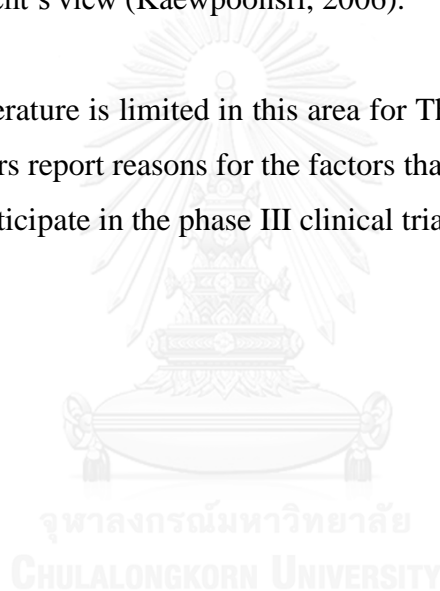 ent's view (Kaewpoolsri, 2006).
erature is limited in this area for Th
rs report reasons for the factors tha
ticipate in the phase III clinical tria
จุฬาลงกรณ์มหาวิทยาลัย
CHULALONGKORN UNIVERSITY